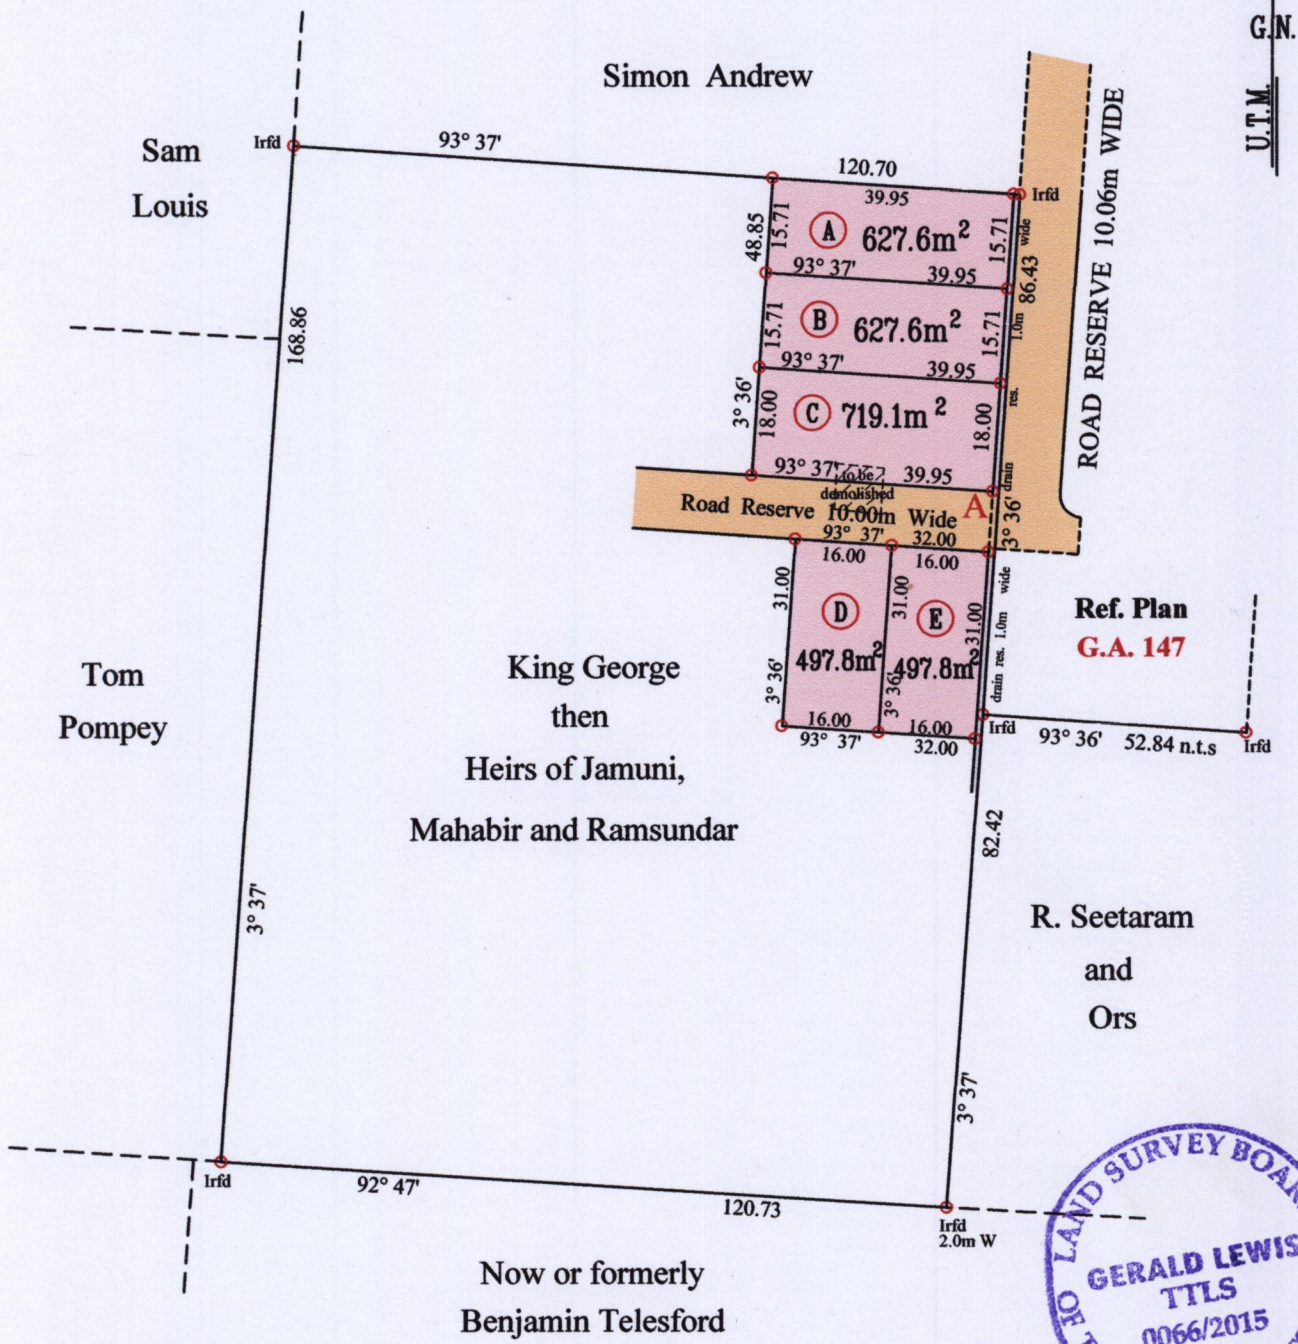 G.N.
U.T.M.
Simon Andrew
Sam
Louis
Irfd
93° 37'
120.70
39.95
Irfd
48.85
15.71
A
627.6m²
15.71
wide
86.43
ROAD RESERVE 10.06m WIDE
93° 37'
39.95
15.71
B
627.6m²
15.71
1.0m
168.86
93° 37'
39.95
3° 36'
18.00
C
719.1m²
18.00
res.
93° 37'
to be
demolished
39.95
drain
Road Reserve 10.00m Wide
A
3° 36'
93° 37'
32.00
16.00
16.00
31.00
D
497.8m²
3° 36'
31.00
E
497.8m²
3° 36'
31.00
drain res. 1.0m wide
Ref. Plan
G.A. 147
16.00
16.00
93° 37'
32.00
Irfd
93° 36'
52.84 n.t.s
Irfd
Tom
Pompey
King George
then
Heirs of Jamuni,
Mahabir and Ramsundar
82.42
R. Seetaram
and
Ors
3° 37'
3° 37'
Irfd
92° 47'
120.73
Irfd
2.0m W
Now or formerly
Benjamin Telesford
LAND SURVEY BOARD OF
GERALD LEWIS
TTLS
0066/2015